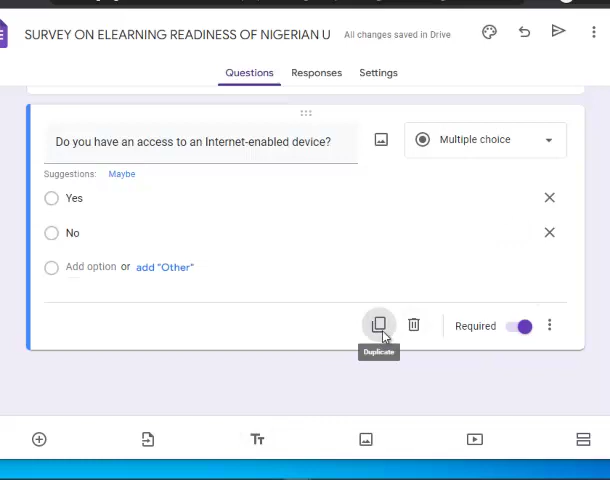 SURVEY ON ELEARNING READINESS OF NIGERIAN U
All changes saved in Drive
Questions
Responses
Settings
Do you have an access to an Internet-enabled device?
Multiple choice
Suggestions:
Maybe
Yes
No
Add option or add "Other"
Required
Duplicate
Tт